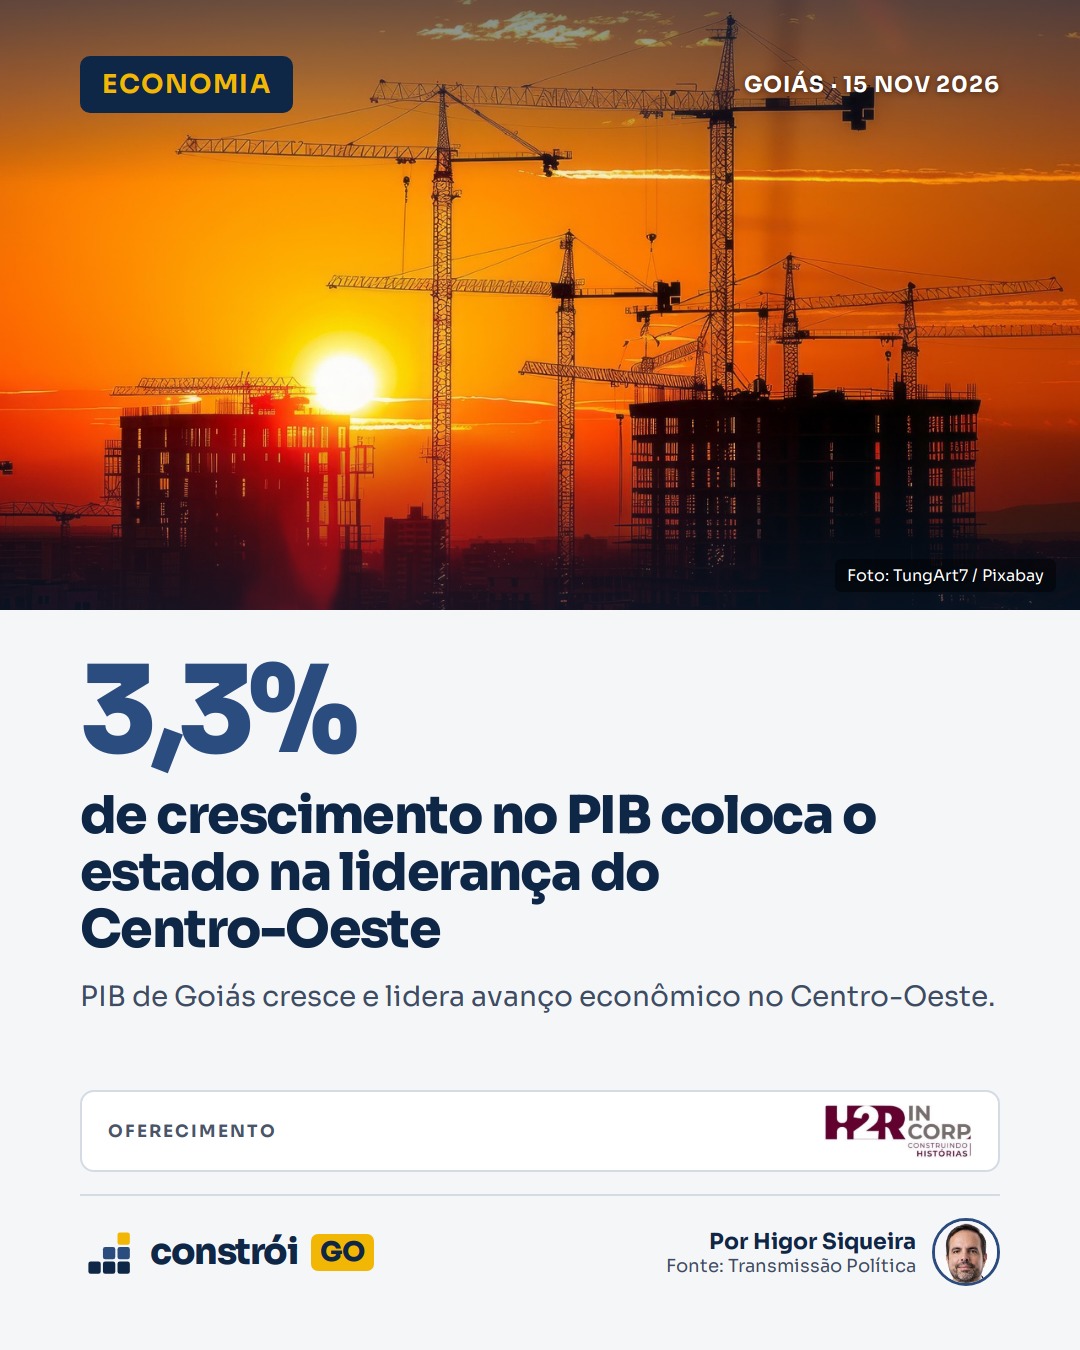 ECONOMIA
GOIÁS · 15 NOV 2026
Foto: TungArt7 / Pixabay
3,3%
de crescimento no PIB coloca o
estado na liderança do
Centro-Oeste
PIB de Goiás cresce e lidera avanço econômico no Centro-Oeste.
OFERECIMENTO
H2R INCORP
CONSTRUINDO
HISTÓRIAS
constrói GO
Por Higor Siqueira
Fonte: Transmissão Política